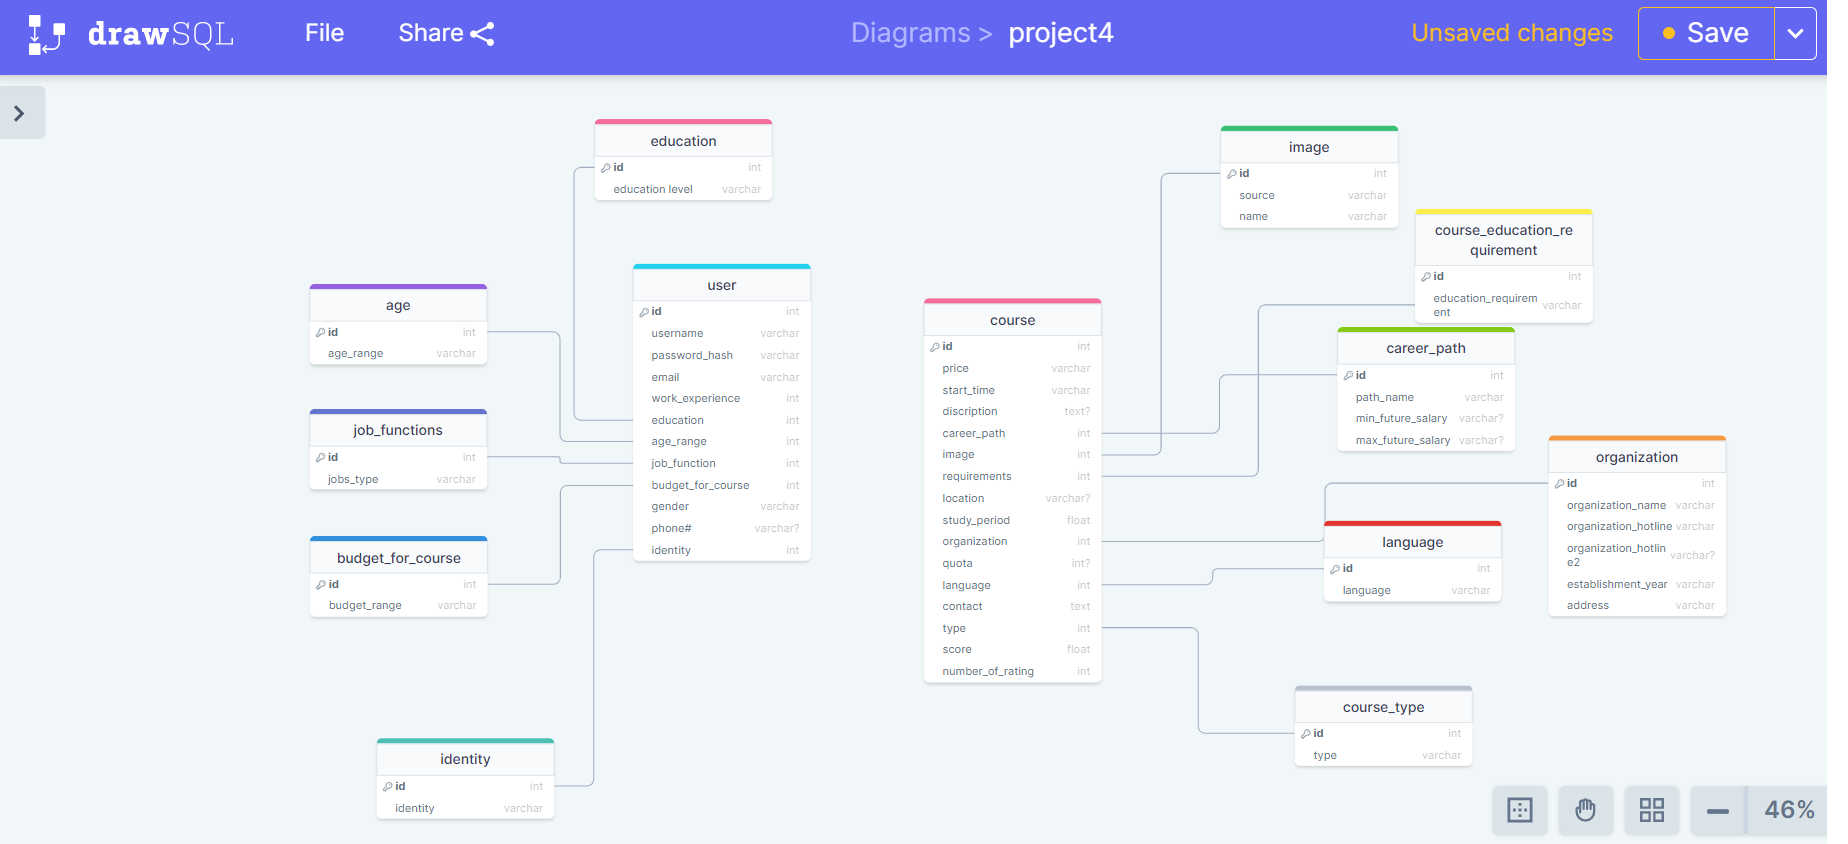 drawSQL
File
Share
Diagrams > project4
Unsaved changes
Save
education
id int
education level varchar
image
id int
source varchar
name varchar
course_education_re
quirement
id int
education_requirem
ent varchar
age
id int
age_range varchar
user
id int
username varchar
password_hash varchar
email varchar
work_experience int
education int
age_range int
job_function int
budget_for_course int
gender varchar
phone# varchar?
identity int
course
id int
price varchar
start_time varchar
discription text?
career_path int
image int
requirements int
location varchar?
study_period float
organization int
quota int?
language int
contact text
type int
score float
number_of_rating int
career_path
id int
path_name varchar
min_future_salary varchar?
max_future_salary varchar?
job_functions
id int
jobs_type varchar
organization
id int
organization_name varchar
organization_hotline varchar
organization_hotlin
e2 varchar?
establishment_year varchar
address varchar
language
id int
language varchar
budget_for_course
id int
budget_range varchar
course_type
id int
type varchar
identity
id int
identity varchar
46%